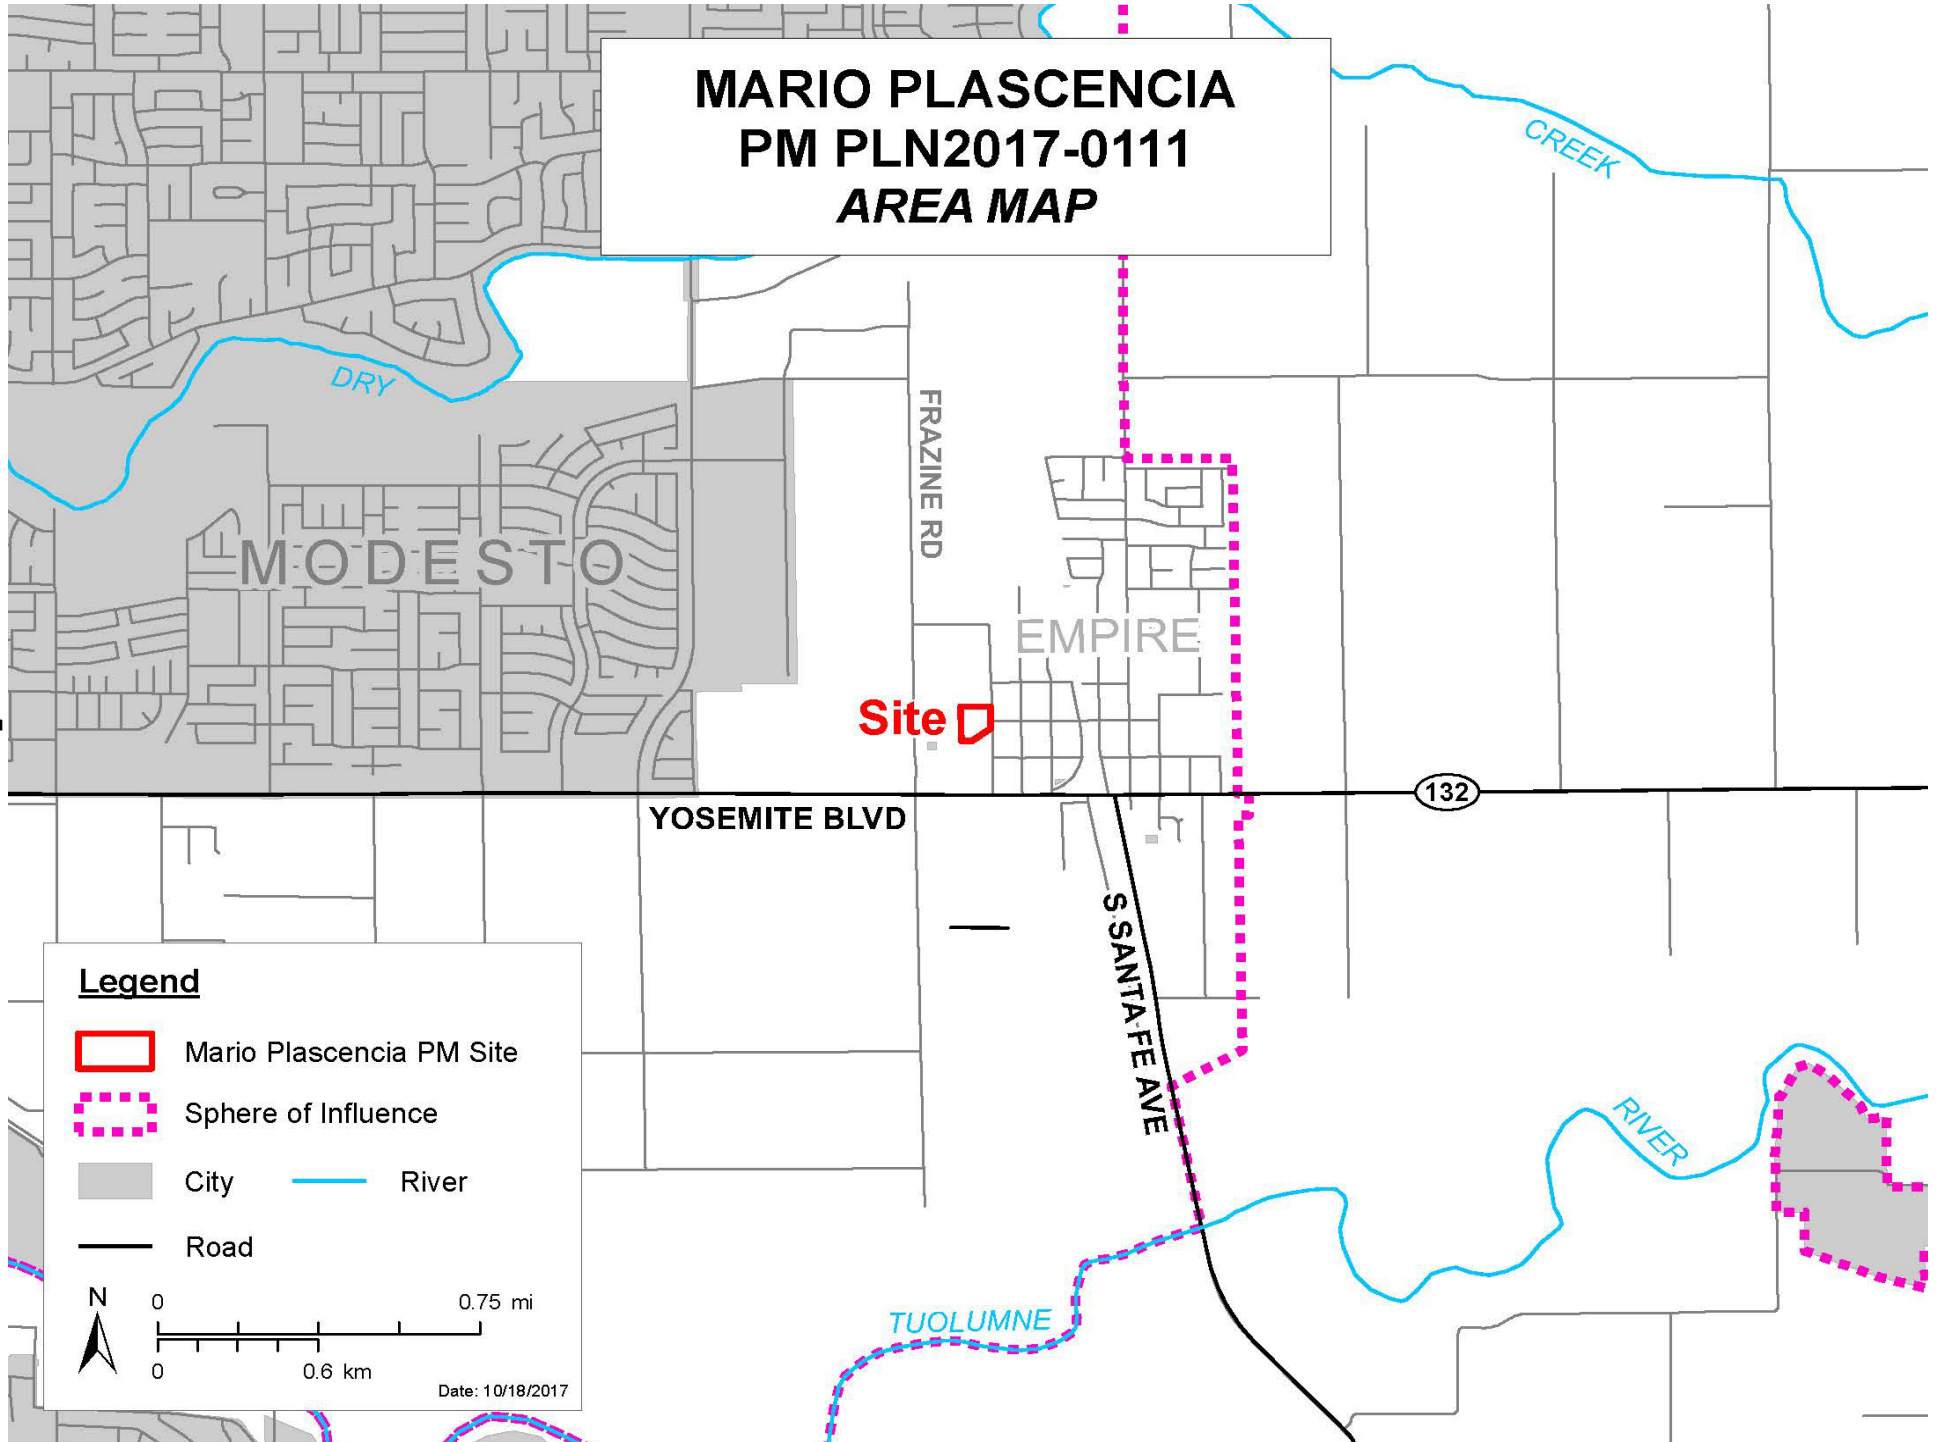 MARIO PLASCENCIA
PM PLN2017-0111
AREA MAP
CREEK
DRY
FRAZINE RD
MODESTO
EMPIRE
Site
132
YOSEMITE BLVD
S SANTA FE AVE
RIVER
TUOLUMNE
Legend
Mario Plascencia PM Site
Sphere of Influence
City
River
Road
N
0 0.75 mi
0 0.6 km
Date: 10/18/2017